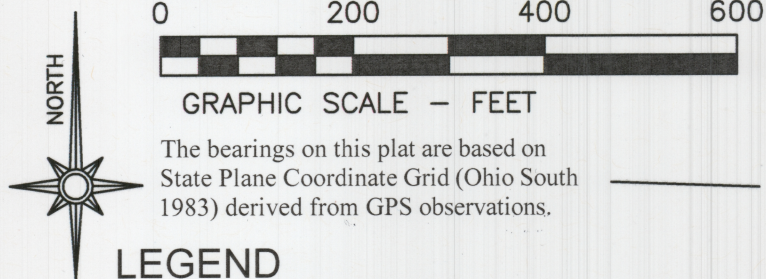 0 200 400 600
NORTH
GRAPHIC SCALE – FEET
The bearings on this plat are based on
State Plane Coordinate Grid (Ohio South
1983) derived from GPS observations.
LEGEND